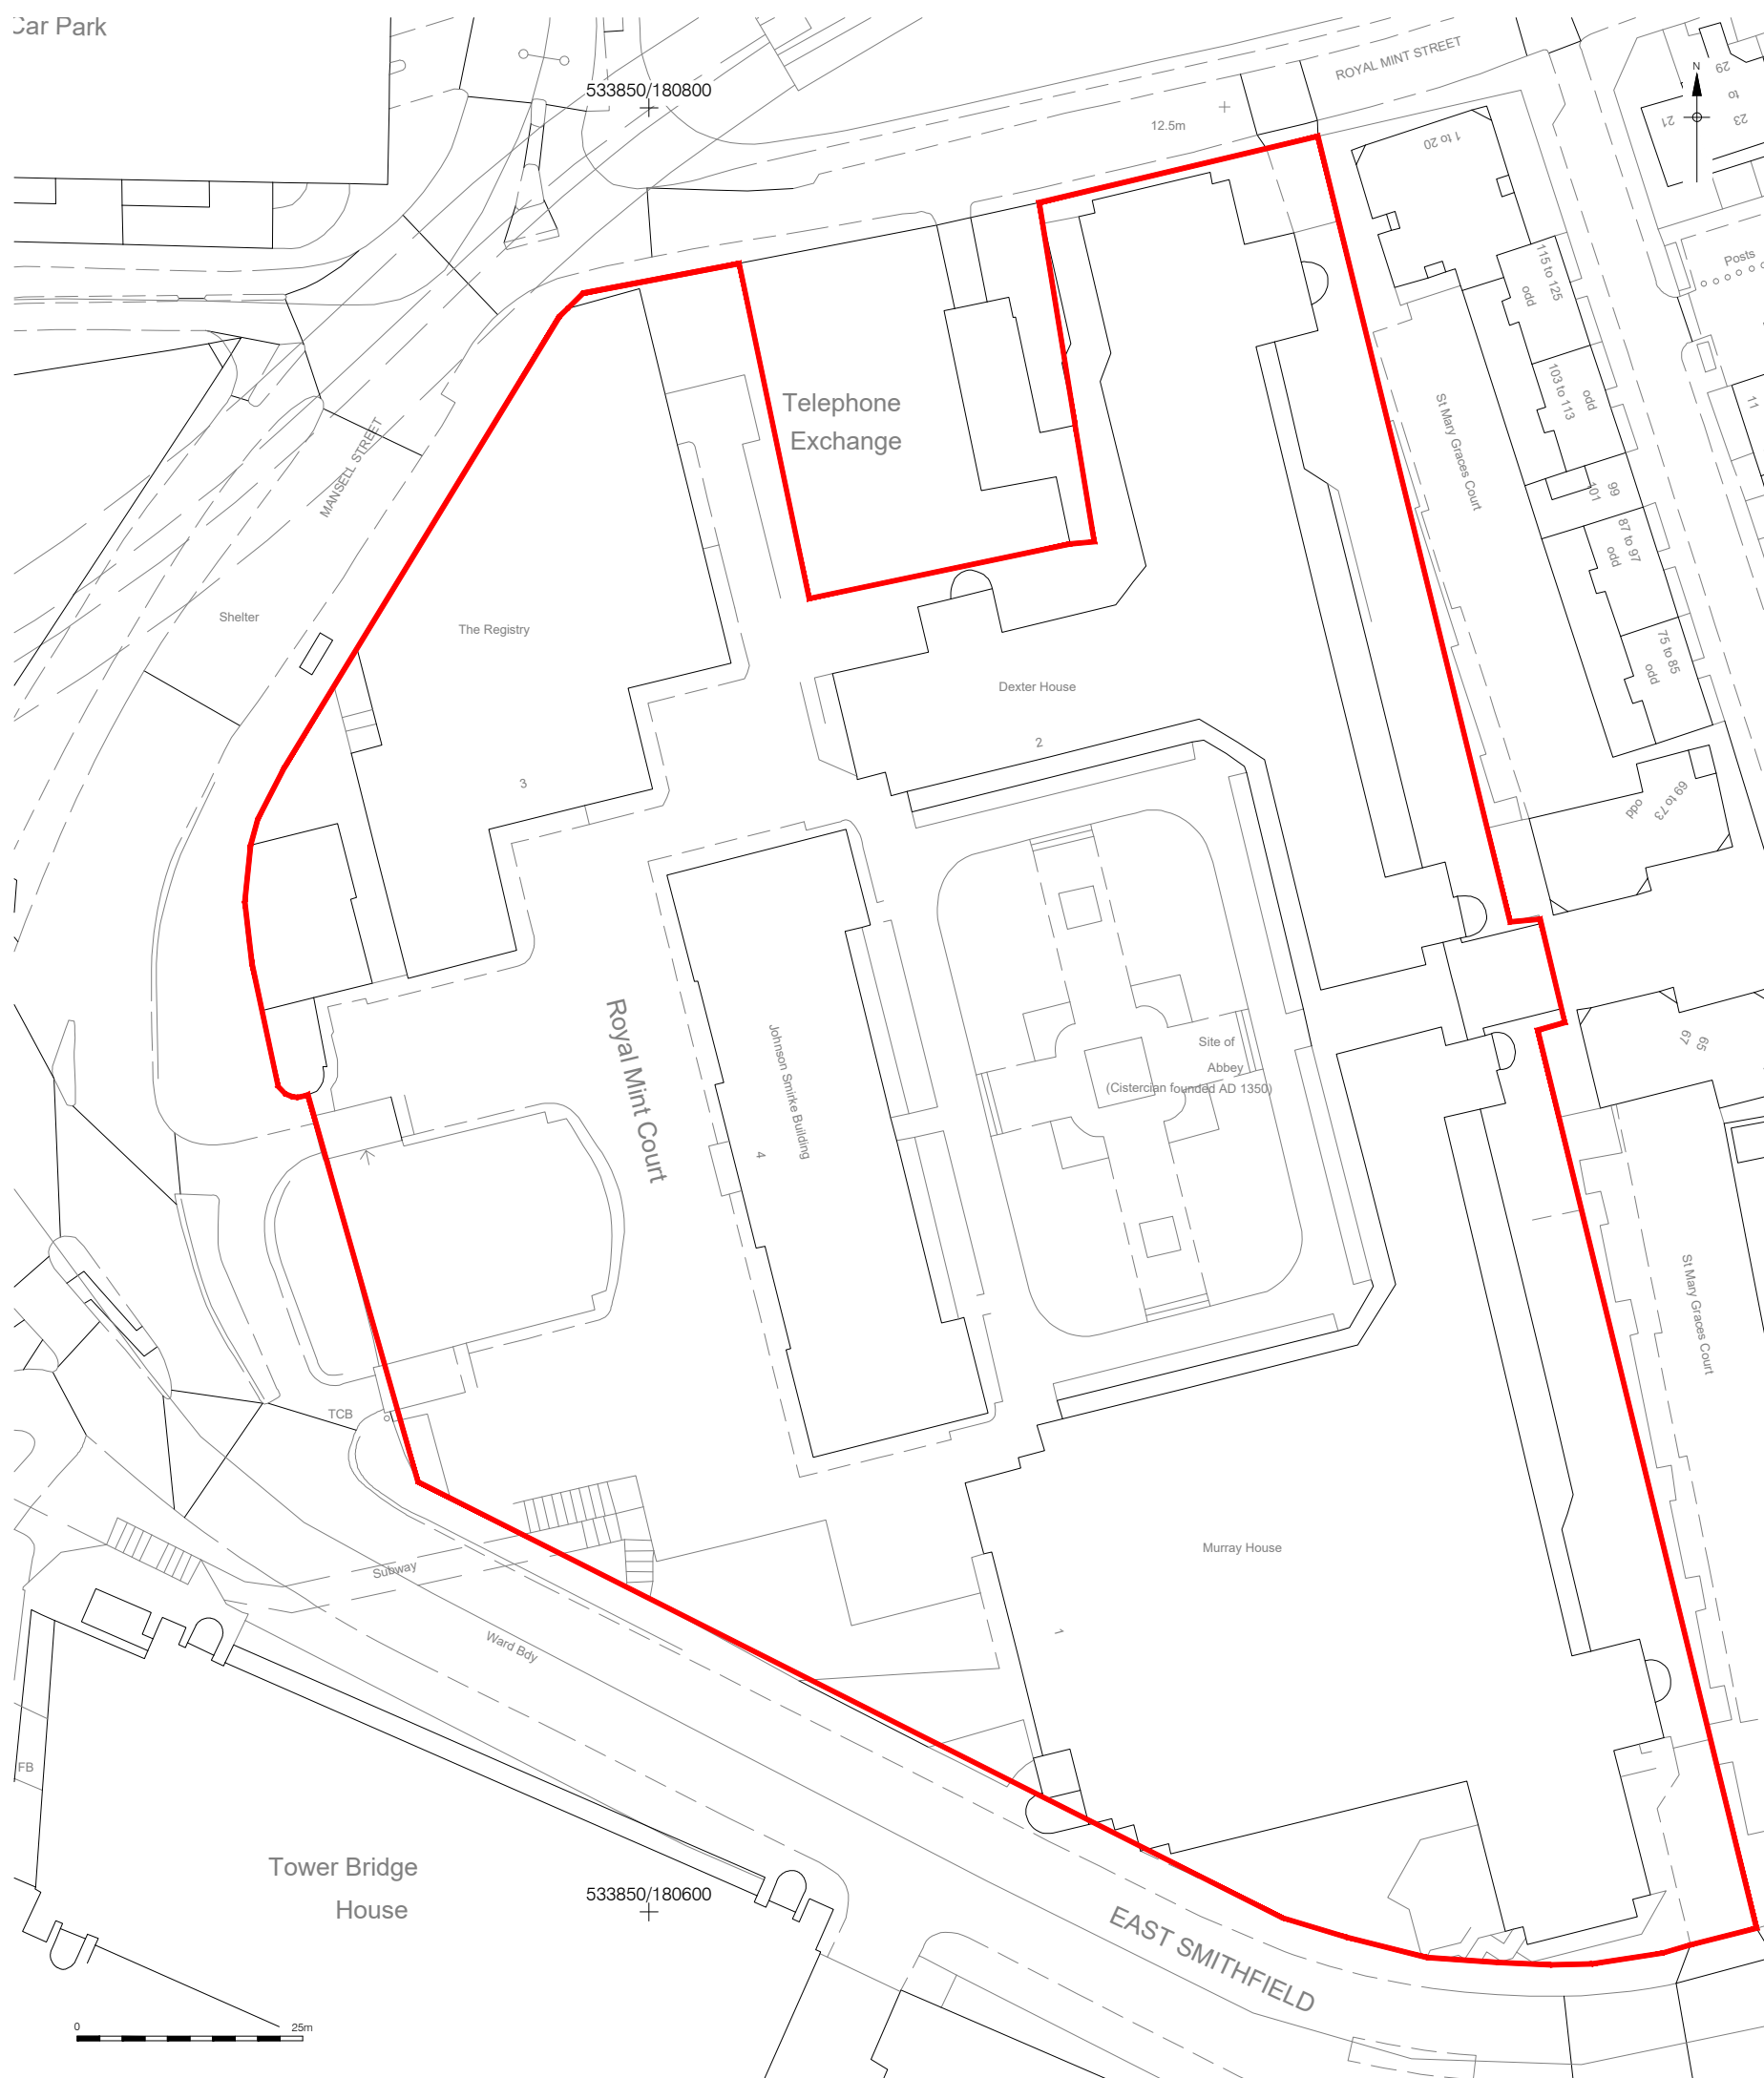 Car Park
533850/180800
ROYAL MINT STREET
12.5m
N
29
to
23
21
1 to 20
Posts
115 to 125
odd
103 to 113
odd
11
Telephone
Exchange
MANSELL STREET
St Mary Graces Court
99
101
87 to 97
odd
75 to 85
odd
Shelter
The Registry
Dexter House
2
3
69 to 73
odd
Royal Mint Court
Johnson Smirke Building
4
Site of
Abbey
(Cistercian founded AD 1350)
65
67
St Mary Graces Court
TCB
Subway
Ward Bdy
Murray House
1
FB
Tower Bridge
House
533850/180600
EAST SMITHFIELD
0
25m